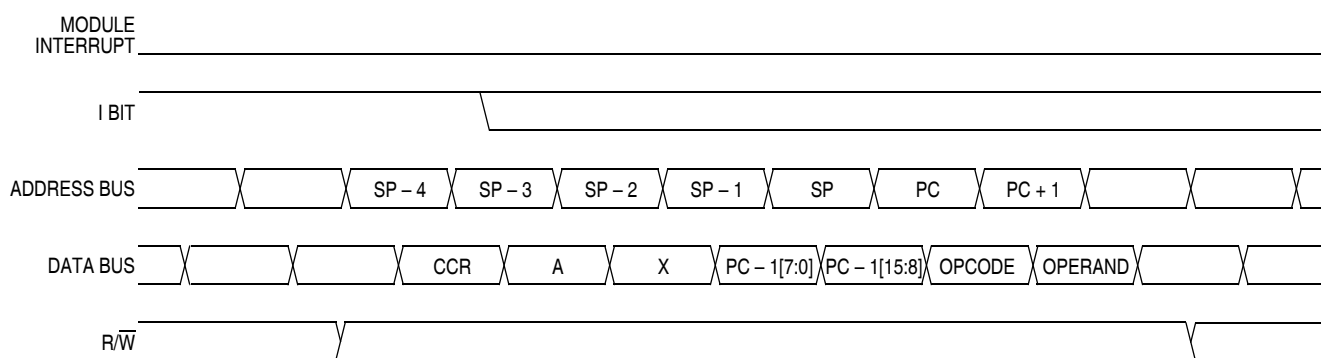 MODULE
INTERRUPT
I BIT
ADDRESS BUS SP – 4 SP – 3 SP – 2 SP – 1 SP PC PC + 1
DATA BUS CCR A X PC – 1[7:0] PC – 1[15:8] OPCODE OPERAND
R/W̅